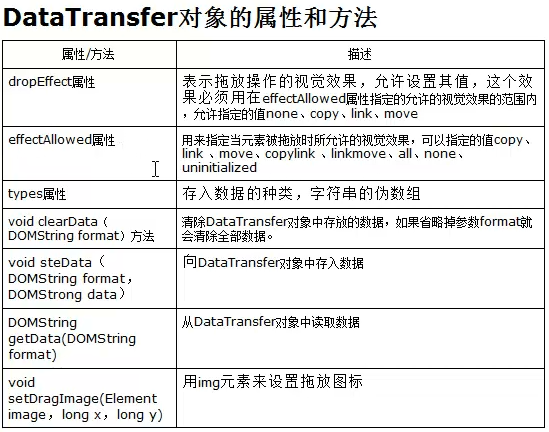 DataTransfer对象的属性和方法
属性/方法
描述
dropEffect属性
表示拖放操作的视觉效果，允许设置其值，这个效
果必须用在effectAllowed属性指定的允许的视觉效果的范围内
，允许指定的值none、copy、link、move
effectAllowed属性
用来指定当元素被拖放时所允许的视觉效果，可以指定的值copy、
link 、move、copylink 、linkmove、all、none、
uninitialized
types属性
存入数据的种类，字符串的伪数组
void clearData（
DOMString format）方法
清除DataTransfer对象中存放的数据，如果省略掉参数format就
会清除全部数据。
void steData（
DOMString format，
DOMStrong data）
向DataTransfer对象中存入数据
DOMString
getData(DOMString
format)
从DataTransfer对象中读取数据
void
setDragImage(Element
image，long x，long y)
用img元素来设置拖放图标